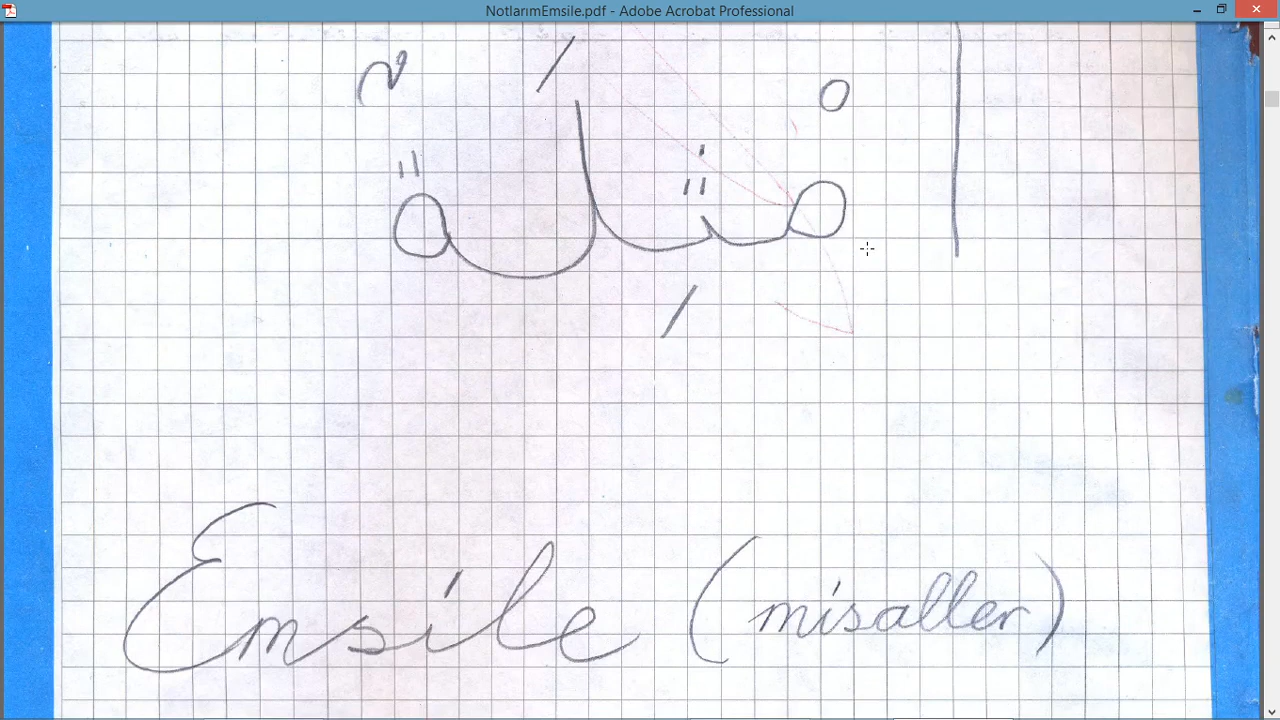 NotlarımEmsile.pdf - Adobe Acrobat Professional
اَمْثِلَةٌ
Emsile (misaller)